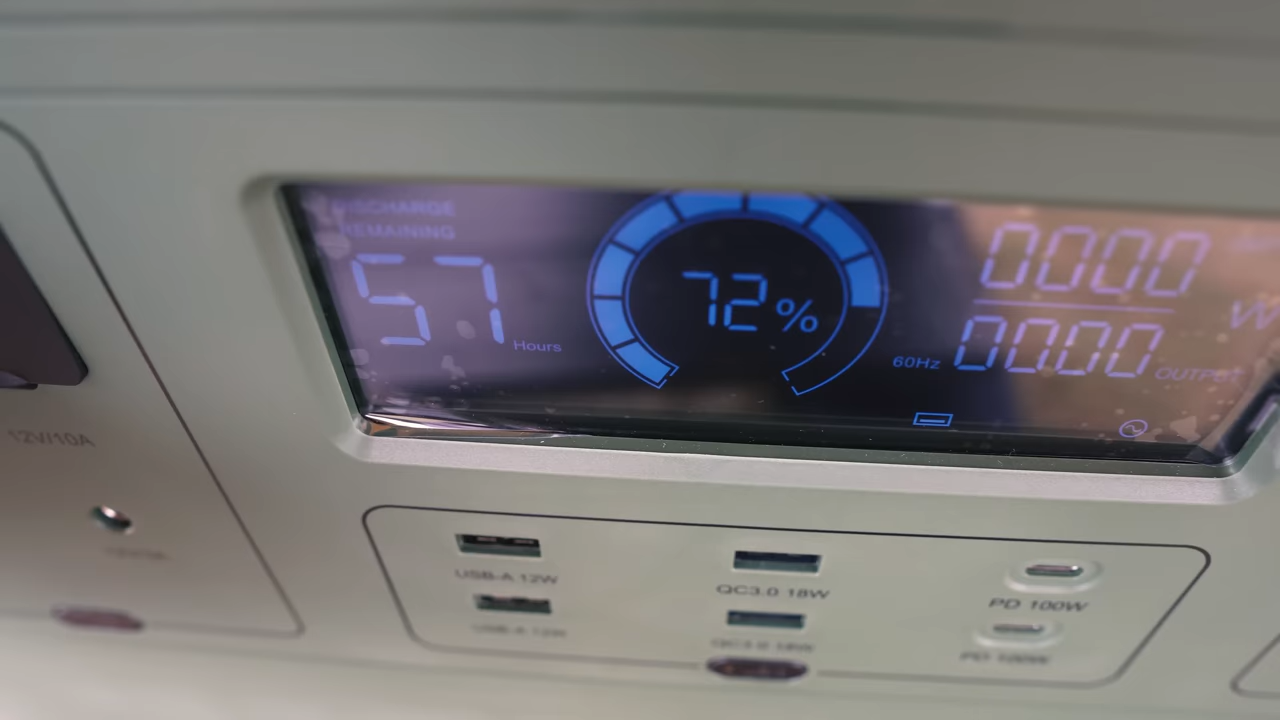 DISCHARGE
REMAINING
57 Hours
72%
0000
W
60Hz 0000 OUTPUT
12V/10A
USB-A 12W
QC3.0 18W
PD 100W
USB-A 12W
QC3.0 18W
PD 100W